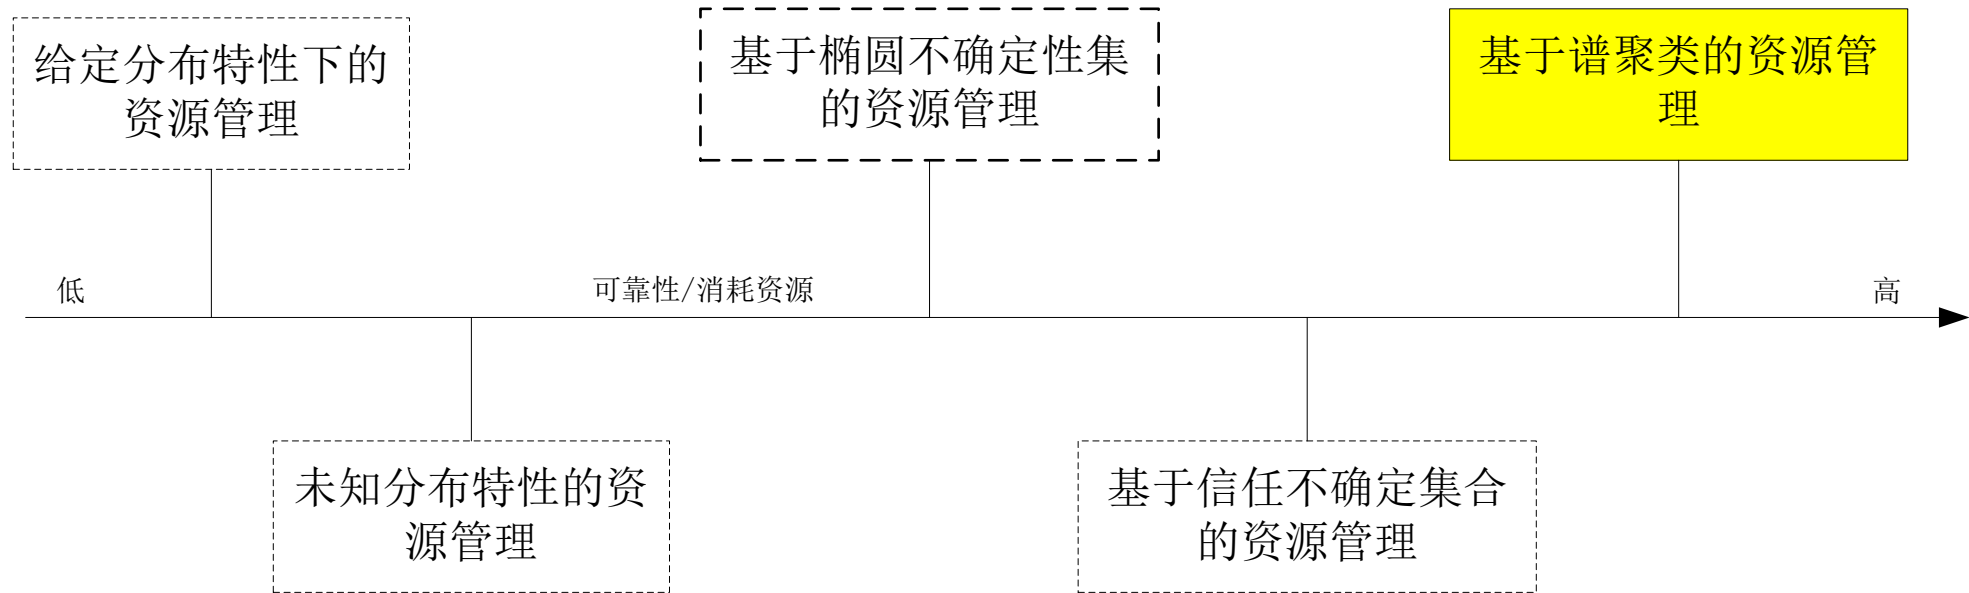 给定分布特性下的
资源管理
基于椭圆不确定性集
的资源管理
基于谱聚类的资源管
理
低
可靠性/消耗资源
高
未知分布特性的资
源管理
基于信任不确定集合
的资源管理